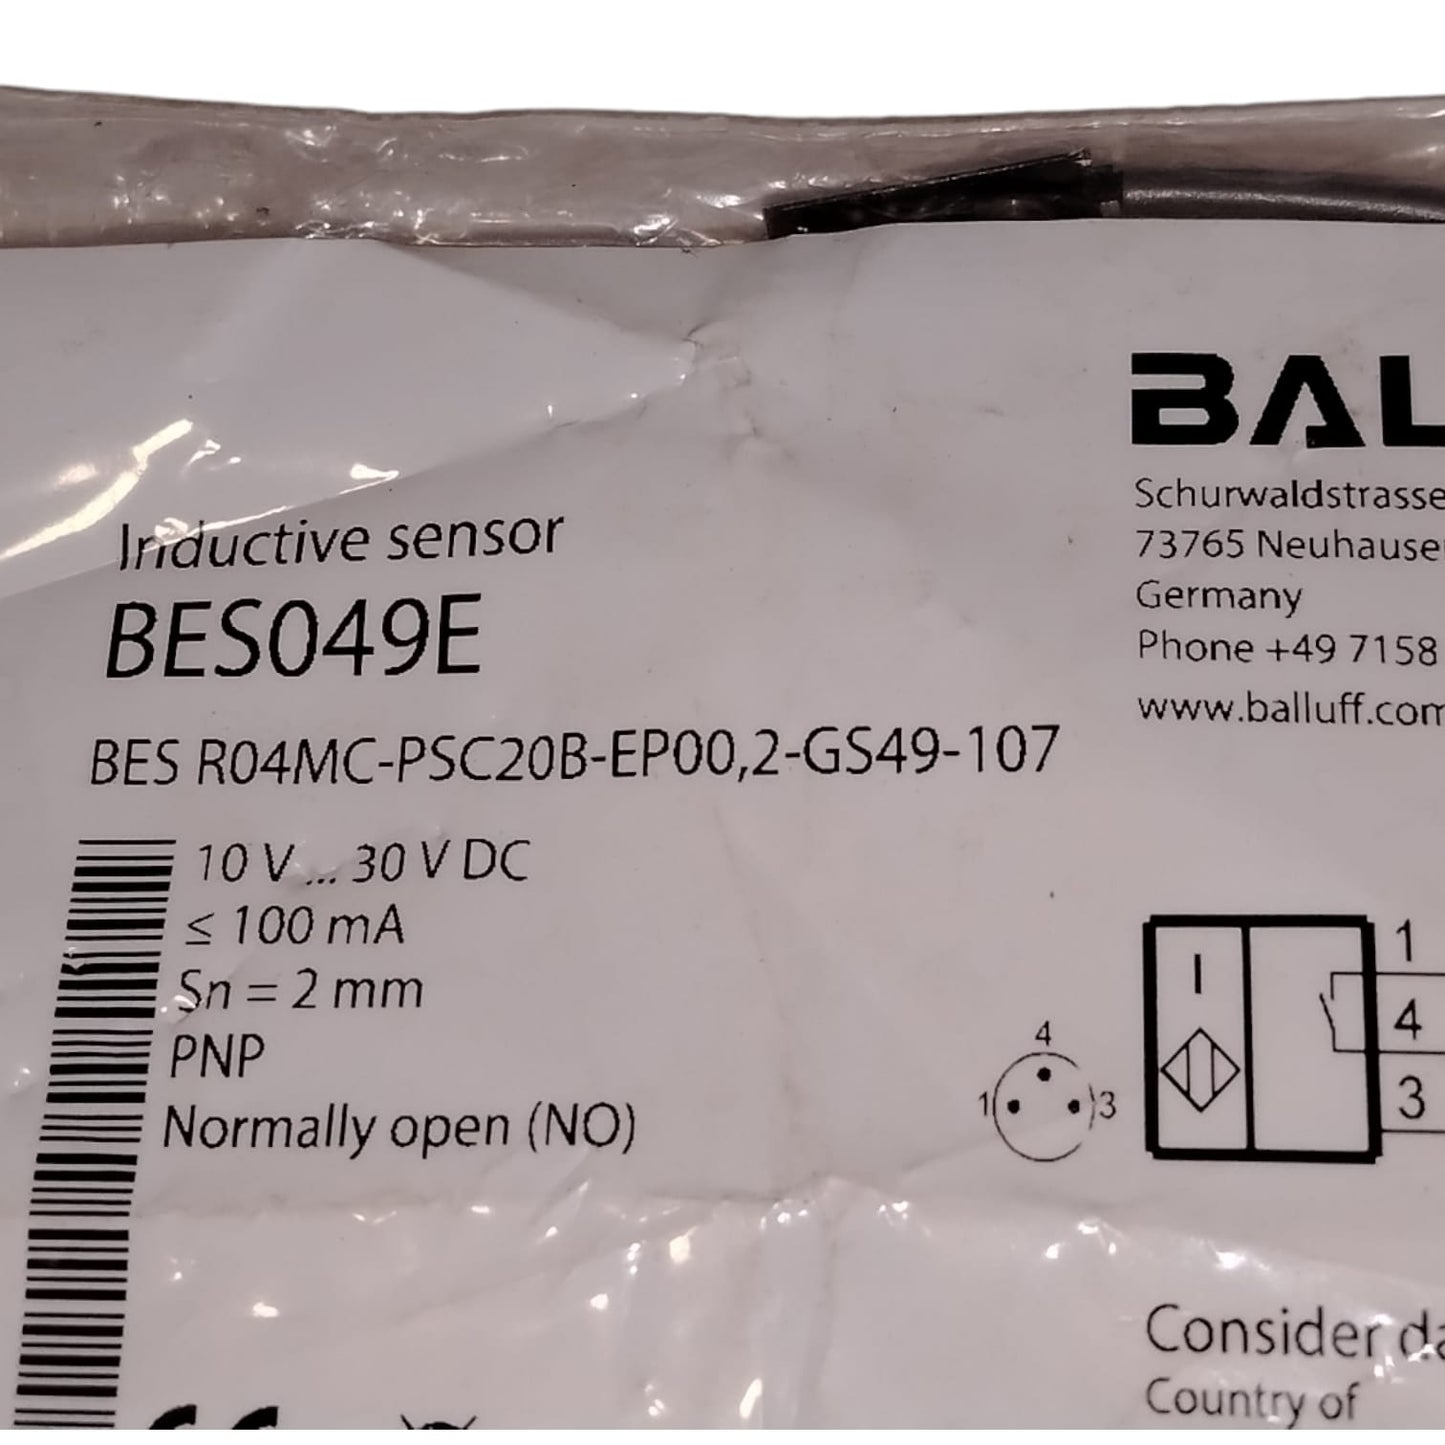 BAL
Schurwaldstrasse
73765 Neuhause
Germany
Phone +49 7158
www.balluff.com
Inductive sensor
BES049E
BES R04MC-PSC20B-EP00,2-GS49-107
10 V ... 30 V DC
≤ 100 mA
Sn = 2 mm
PNP
Normally open (NO)
4
1
3
I
1
4
3
Consider da
Country of